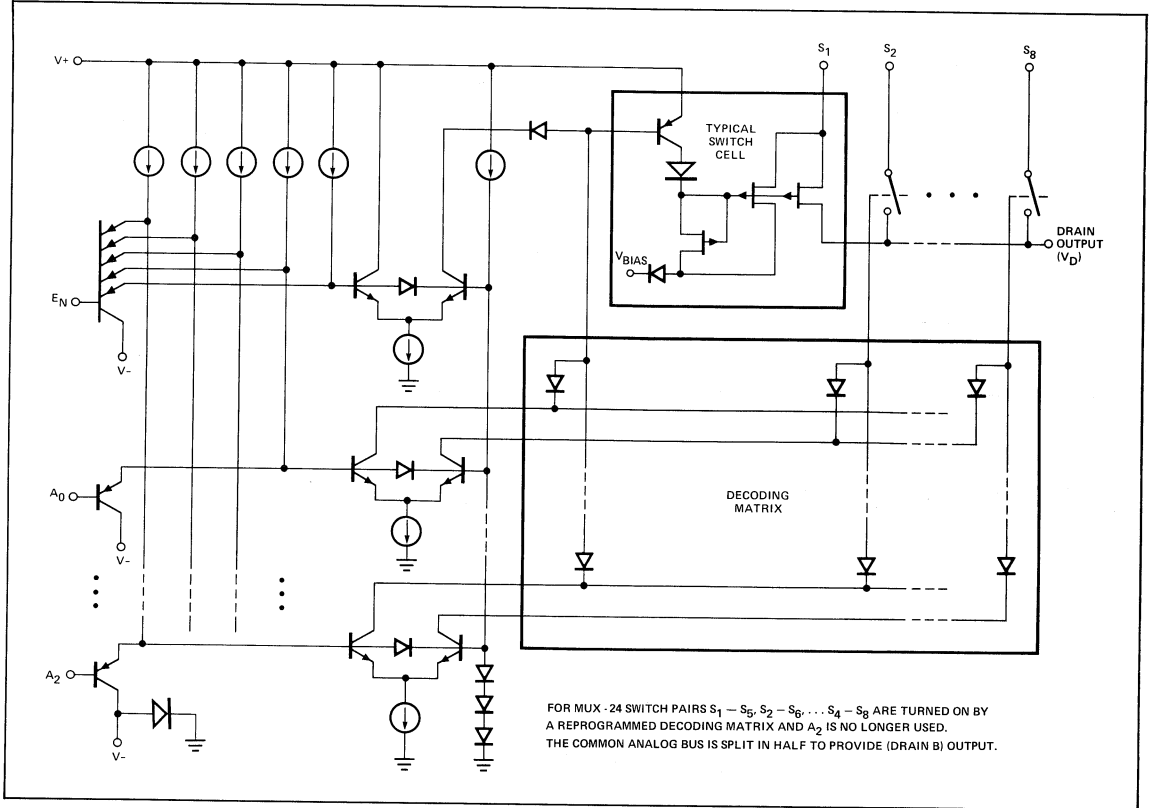 V+
S1
S2
S8
TYPICAL
SWITCH
CELL
DRAIN
OUTPUT
(VD)
VBIAS
EN
V-
A0
V-
DECODING
MATRIX
A2
V-
FOR MUX - 24 SWITCH PAIRS S1 – S5, S2 – S6, . . . S4 – S8 ARE TURNED ON BY
A REPROGRAMMED DECODING MATRIX AND A2 IS NO LONGER USED.
THE COMMON ANALOG BUS IS SPLIT IN HALF TO PROVIDE (DRAIN B) OUTPUT.